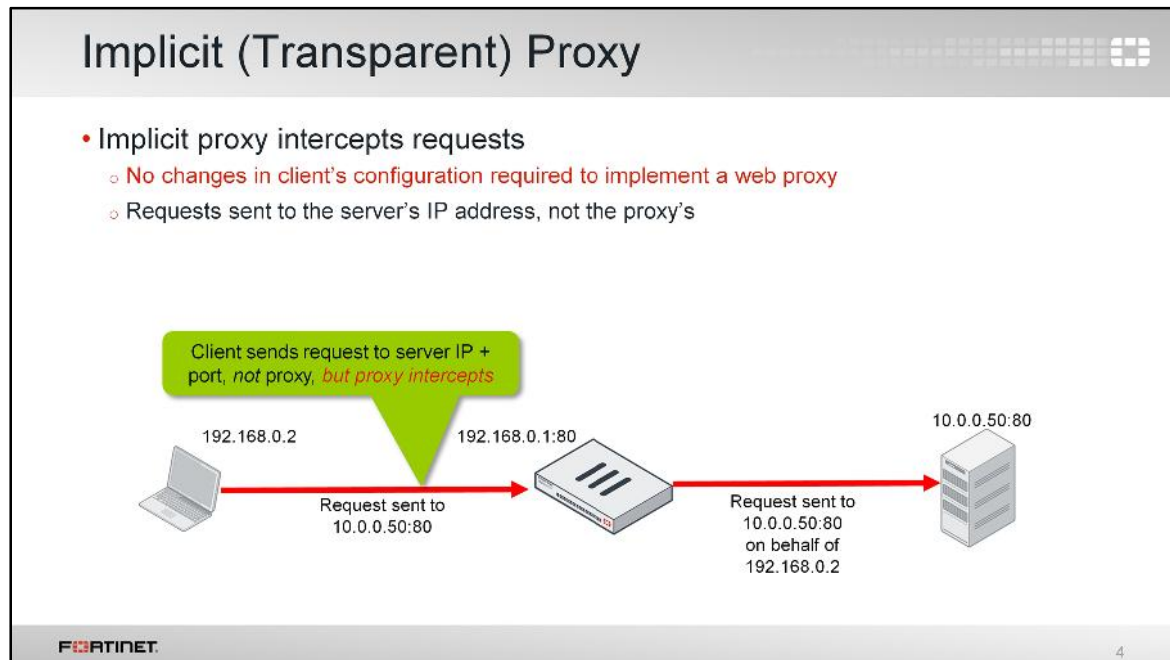 Implicit (Transparent) Proxy
• Implicit proxy intercepts requests
o No changes in client's configuration required to implement a web proxy
o Requests sent to the server's IP address, not the proxy's
Client sends request to server IP +
port, not proxy, but proxy intercepts
192.168.0.2
192.168.0.1:80
10.0.0.50:80
Request sent to
10.0.0.50:80
Request sent to
10.0.0.50:80
on behalf of
192.168.0.2
FORTINET
4